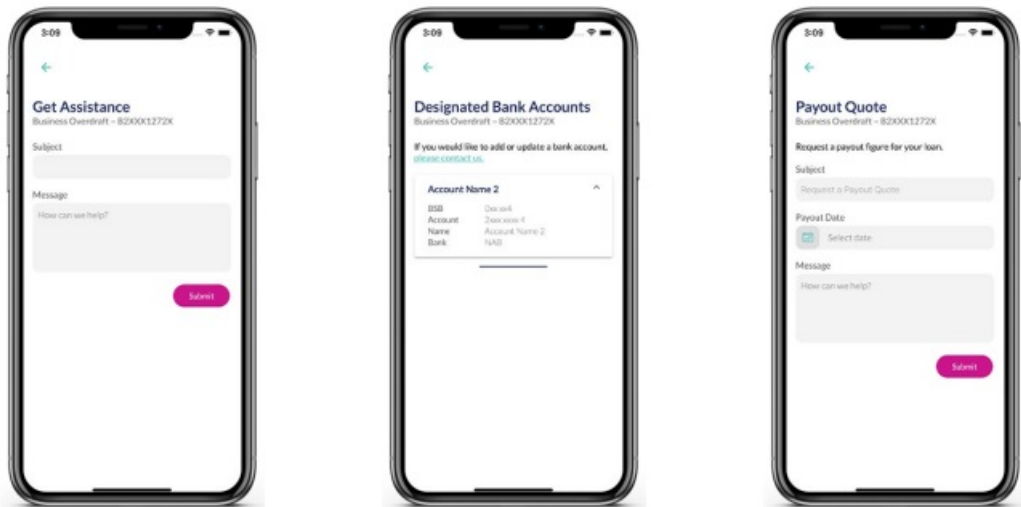 3:09
Get Assistance
Business Overdraft – B2XXX1272X
Subject
Message
How can we help?
Submit
3:09
Designated Bank Accounts
Business Overdraft – B2XXX1272X
If you would like to add or update a bank account,
please contact us.
Account Name 2
BSB
Account
Name Account Name 2
Bank NAB
3:09
Payout Quote
Business Overdraft – B2XXX1272X
Request a payout figure for your loan.
Subject
Request a Payout Quote
Payout Date
Select date
Message
How can we help?
Submit